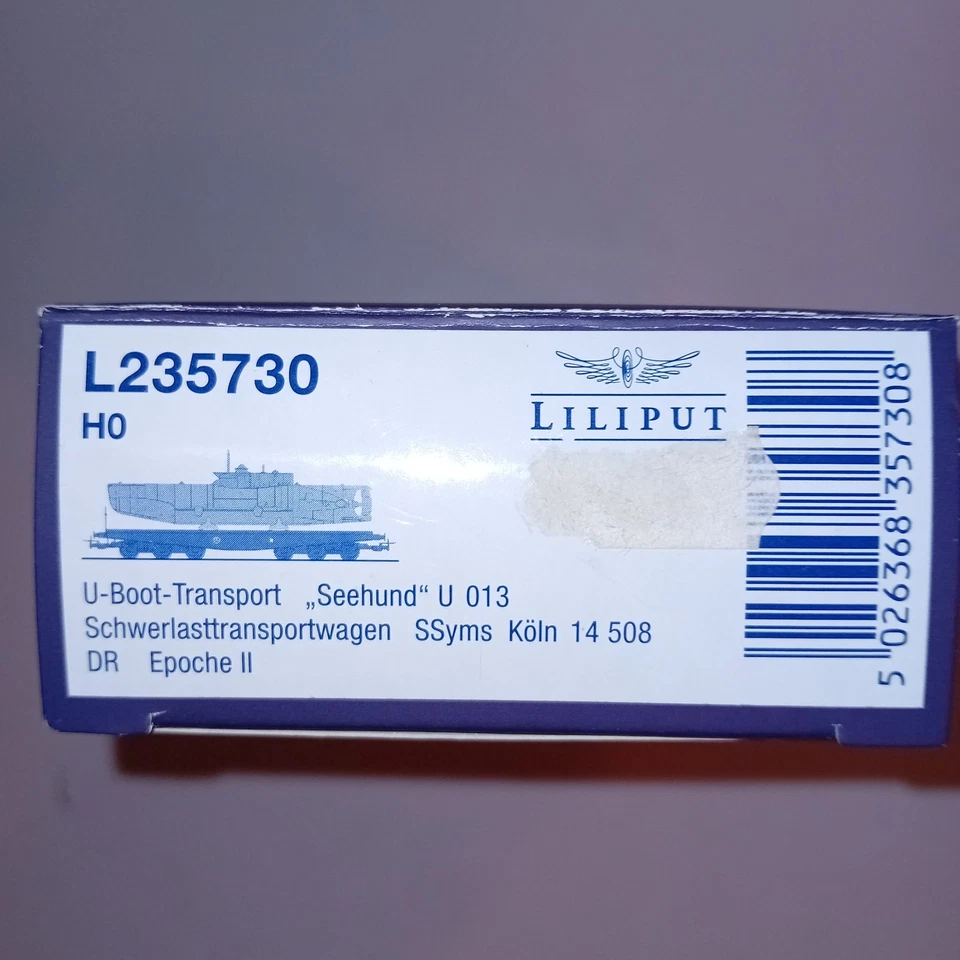 L235730
H0
LILIPUT
U-Boot-Transport „Seehund“ U 013
Schwerlasttransportwagen SSyms Köln 14 508
DR Epoche II
5 026368 357308